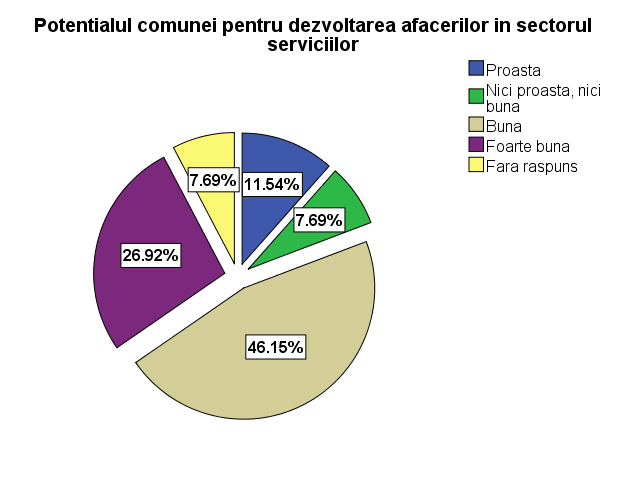 Potentialul comunei pentru dezvoltarea afacerilor in sectorul
serviciilor
Proasta
Nici proasta, nici
buna
Buna
Foarte buna
Fara raspuns
7.69%
11.54%
7.69%
26.92%
46.15%